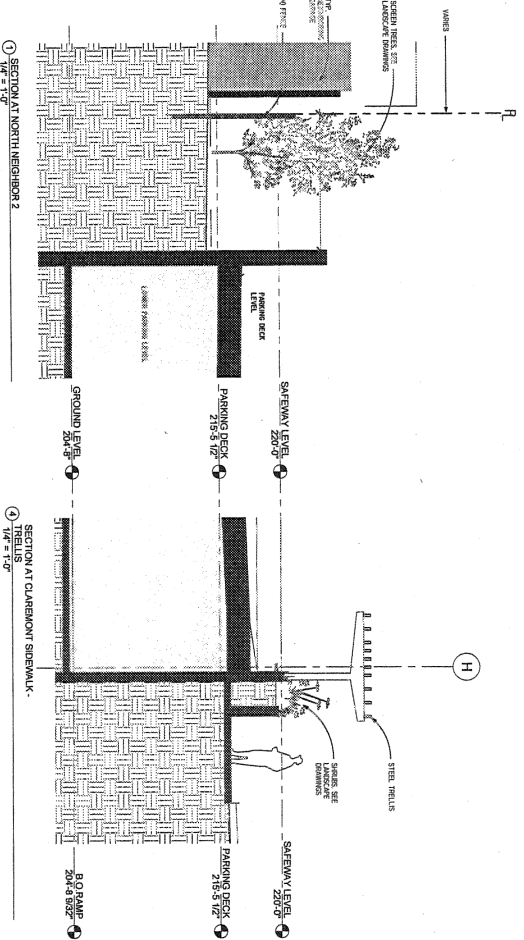 VARIES
PL
SCREEN TREES, SEE
LANDSCAPE DRAWINGS
TYP.
FENCE
PARKING DECK
LEVEL
LOWER PARKING LEVEL
SAFEWAY LEVEL
220'-0"
PARKING DECK
215'-5 1/2"
GROUND LEVEL
204'-8"
1
SECTION AT NORTH NEIGHBOR 2
1/4" = 1'-0"
H
STEEL TRELLIS
SHRUBS, SEE
LANDSCAPE
DRAWINGS
SAFEWAY LEVEL
220'-0"
PARKING DECK
215'-5 1/2"
B.O.RAMP
204'-8 9/32"
4
SECTION AT CLAREMONT SIDEWALK -
TRELLIS
1/4" = 1'-0"